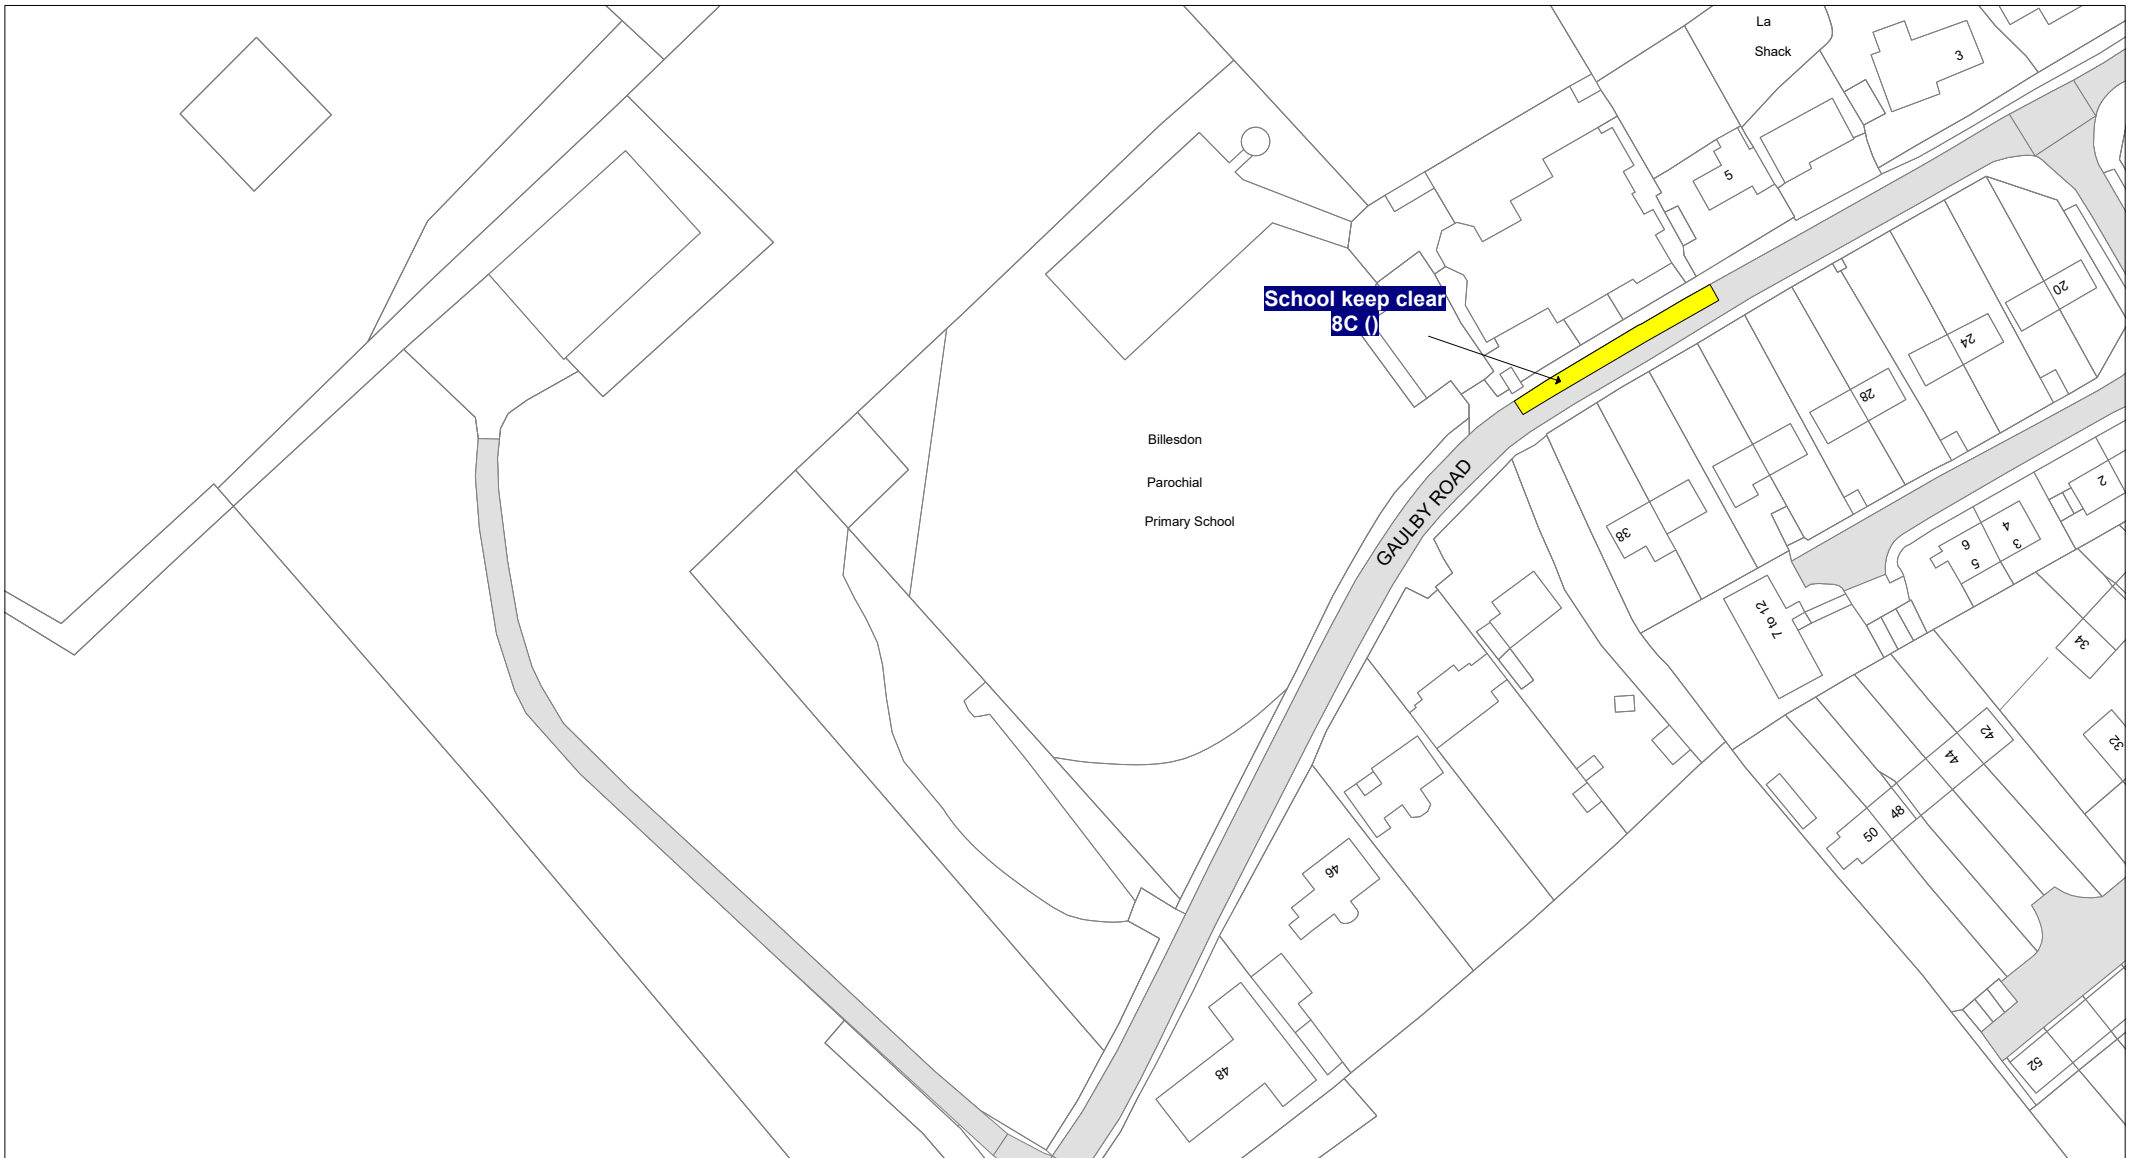 La
Shack
3
5
School keep clear
8C ()
20
24
28
38
Billesdon
Parochial
Primary School
GAULBY ROAD
2
4
3
6
5
7 to 12
34
32
42
44
48
50
46
48
52